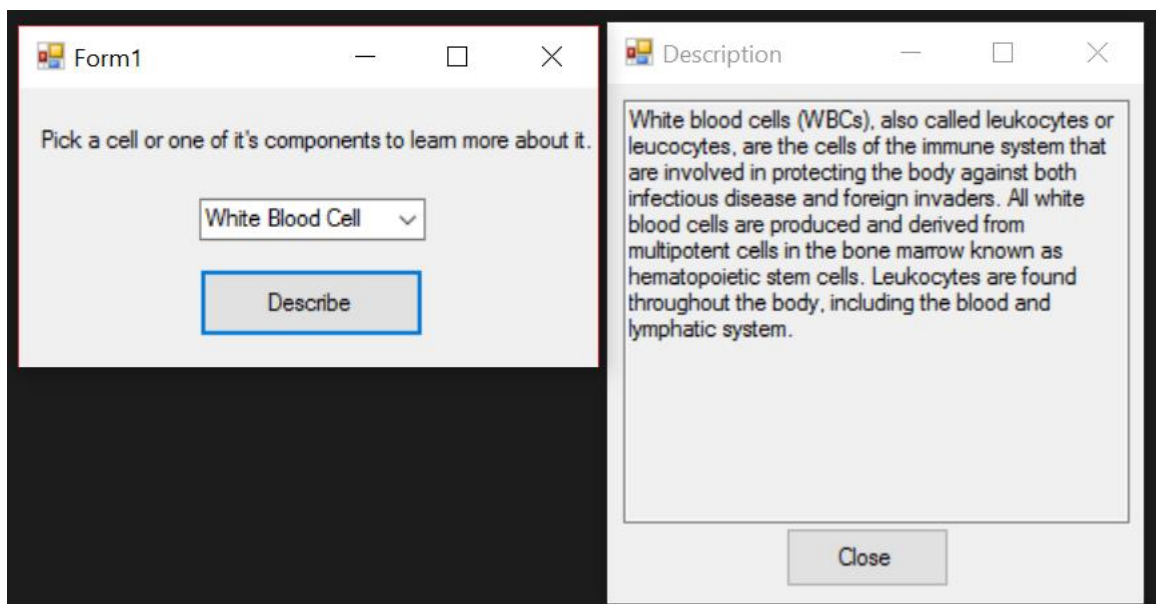 Form1
Pick a cell or one of it's components to learn more about it.
White Blood Cell
Describe
Description
White blood cells (WBCs), also called leukocytes or
leucocytes, are the cells of the immune system that
are involved in protecting the body against both
infectious disease and foreign invaders. All white
blood cells are produced and derived from
multipotent cells in the bone marrow known as
hematopoietic stem cells. Leukocytes are found
throughout the body, including the blood and
lymphatic system.
Close